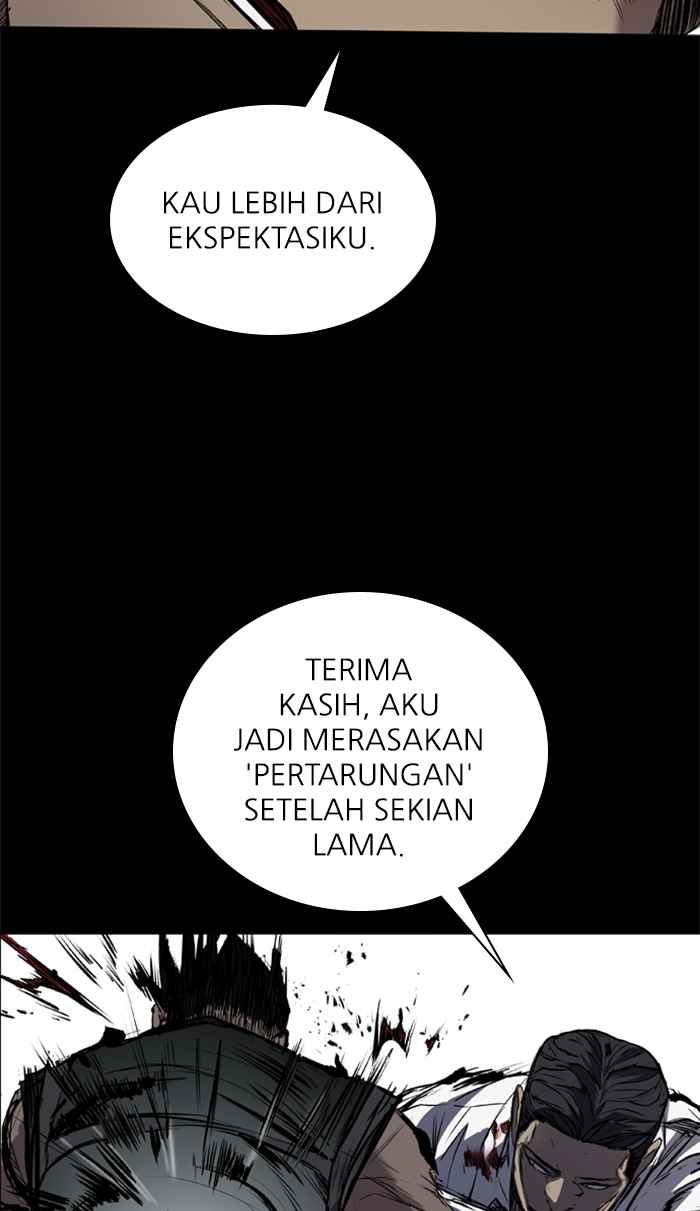 KAU LEBIH DARI
EKSPEKTASIKU.
TERIMA
KASIH, AKU
JADI MERASAKAN
'PERTARUNGAN'
SETELAH SEKIAN
LAMA.